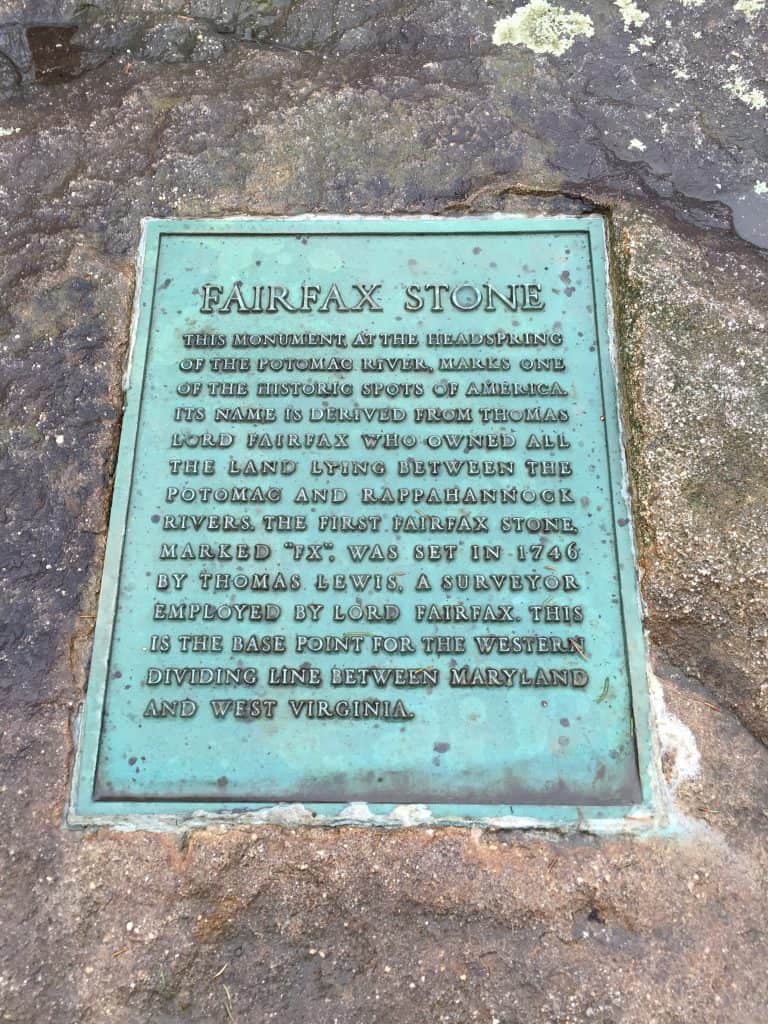 FAIRFAX STONE
THIS MONUMENT, AT THE HEADSPRING
OF THE POTOMAC RIVER, MARKS ONE
OF THE HISTORIC SPOTS OF AMERICA.
ITS NAME IS DERIVED FROM THOMAS
LORD FAIRFAX WHO OWNED ALL
THE LAND LYING BETWEEN THE
POTOMAC AND RAPPAHANNOCK
RIVERS. THE FIRST FAIRFAX STONE,
MARKED "FX", WAS SET IN 1746
BY THOMAS LEWIS, A SURVEYOR
EMPLOYED BY LORD FAIRFAX. THIS
IS THE BASE POINT FOR THE WESTERN
DIVIDING LINE BETWEEN MARYLAND
AND WEST VIRGINIA.